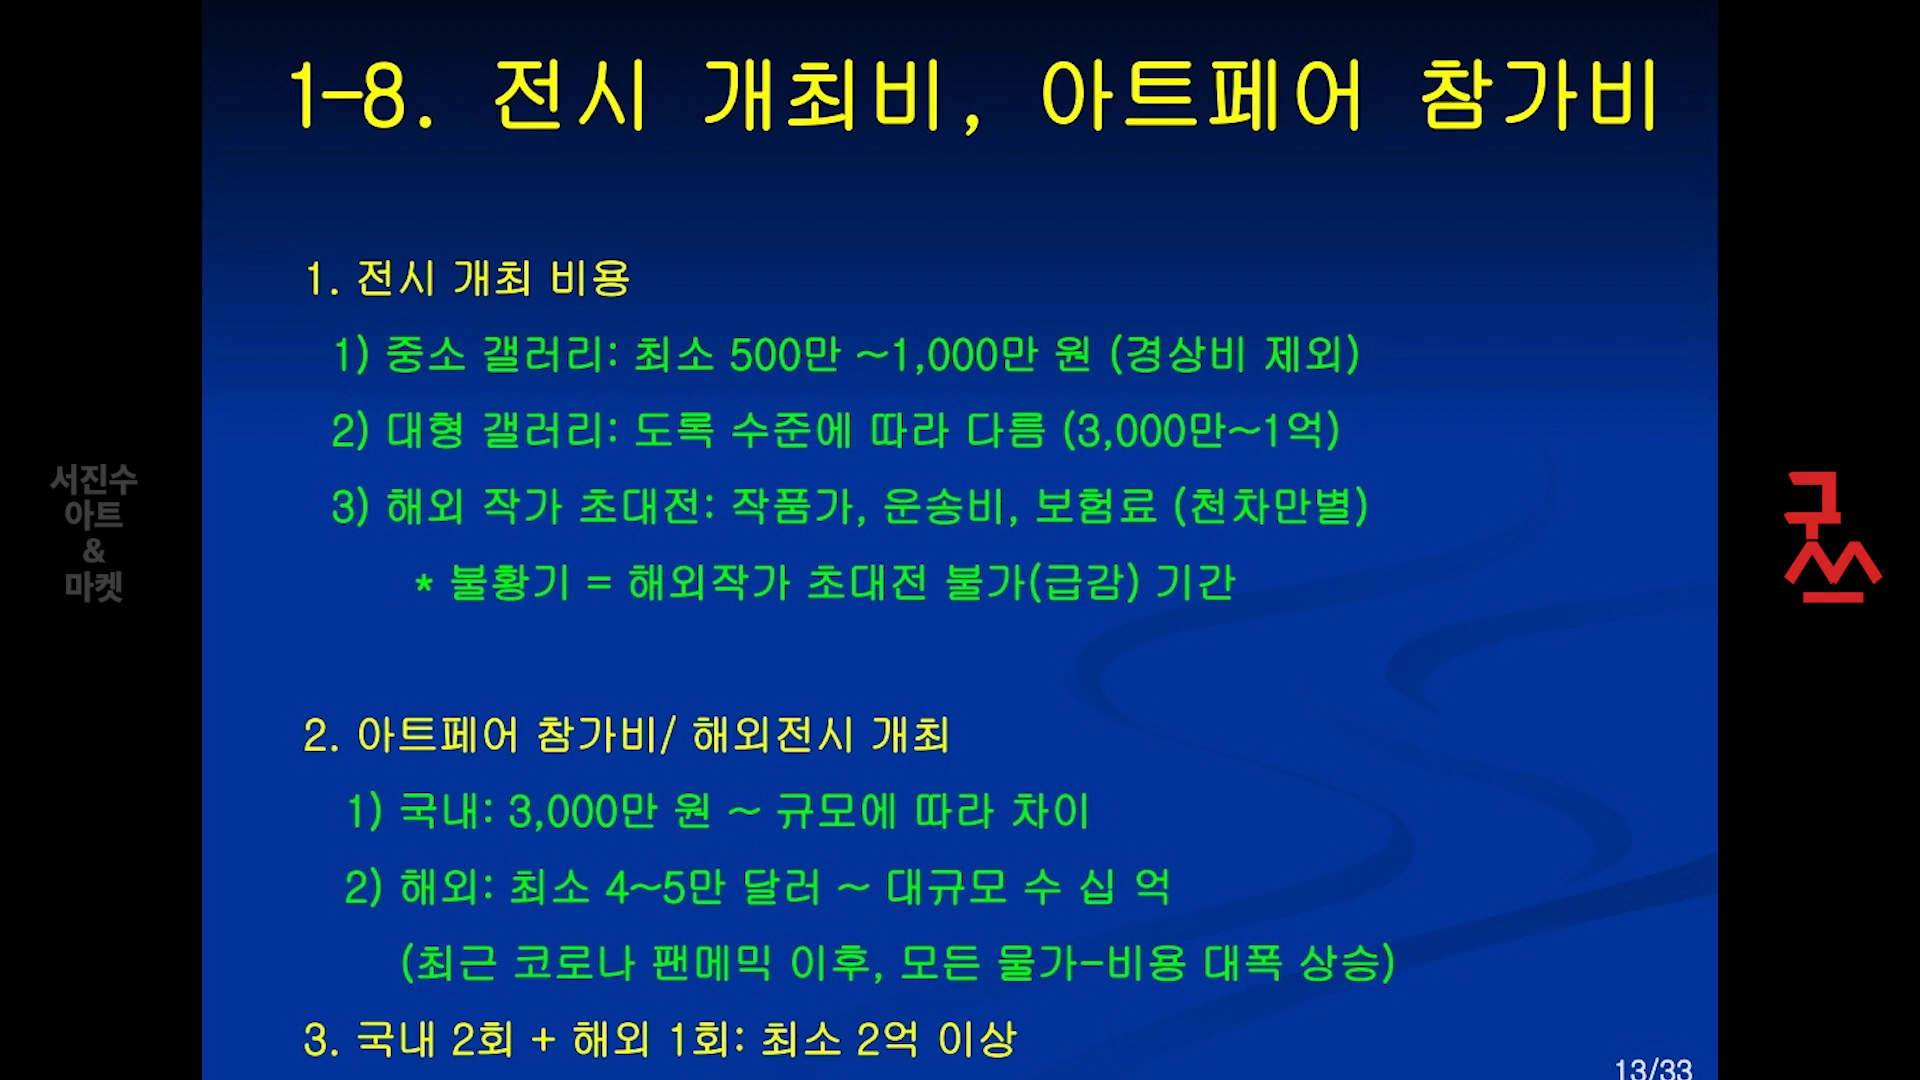 1-8. 전시 개최비, 아트페어 참가비
1. 전시 개최 비용
1) 중소 갤러리: 최소 500만 ~1,000만 원 (경상비 제외)
2) 대형 갤러리: 도록 수준에 따라 다름 (3,000만~1억)
3) 해외 작가 초대전: 작품가, 운송비, 보험료 (천차만별)
* 불황기 = 해외작가 초대전 불가(급감) 기간
2. 아트페어 참가비/ 해외전시 개최
1) 국내: 3,000만 원 ~ 규모에 따라 차이
2) 해외: 최소 4~5만 달러 ~ 대규모 수 십 억
(최근 코로나 팬메믹 이후, 모든 물가-비용 대폭 상승)
3. 국내 2회 + 해외 1회: 최소 2억 이상
13/33
서진수
아트
&
마켓
굿쓰